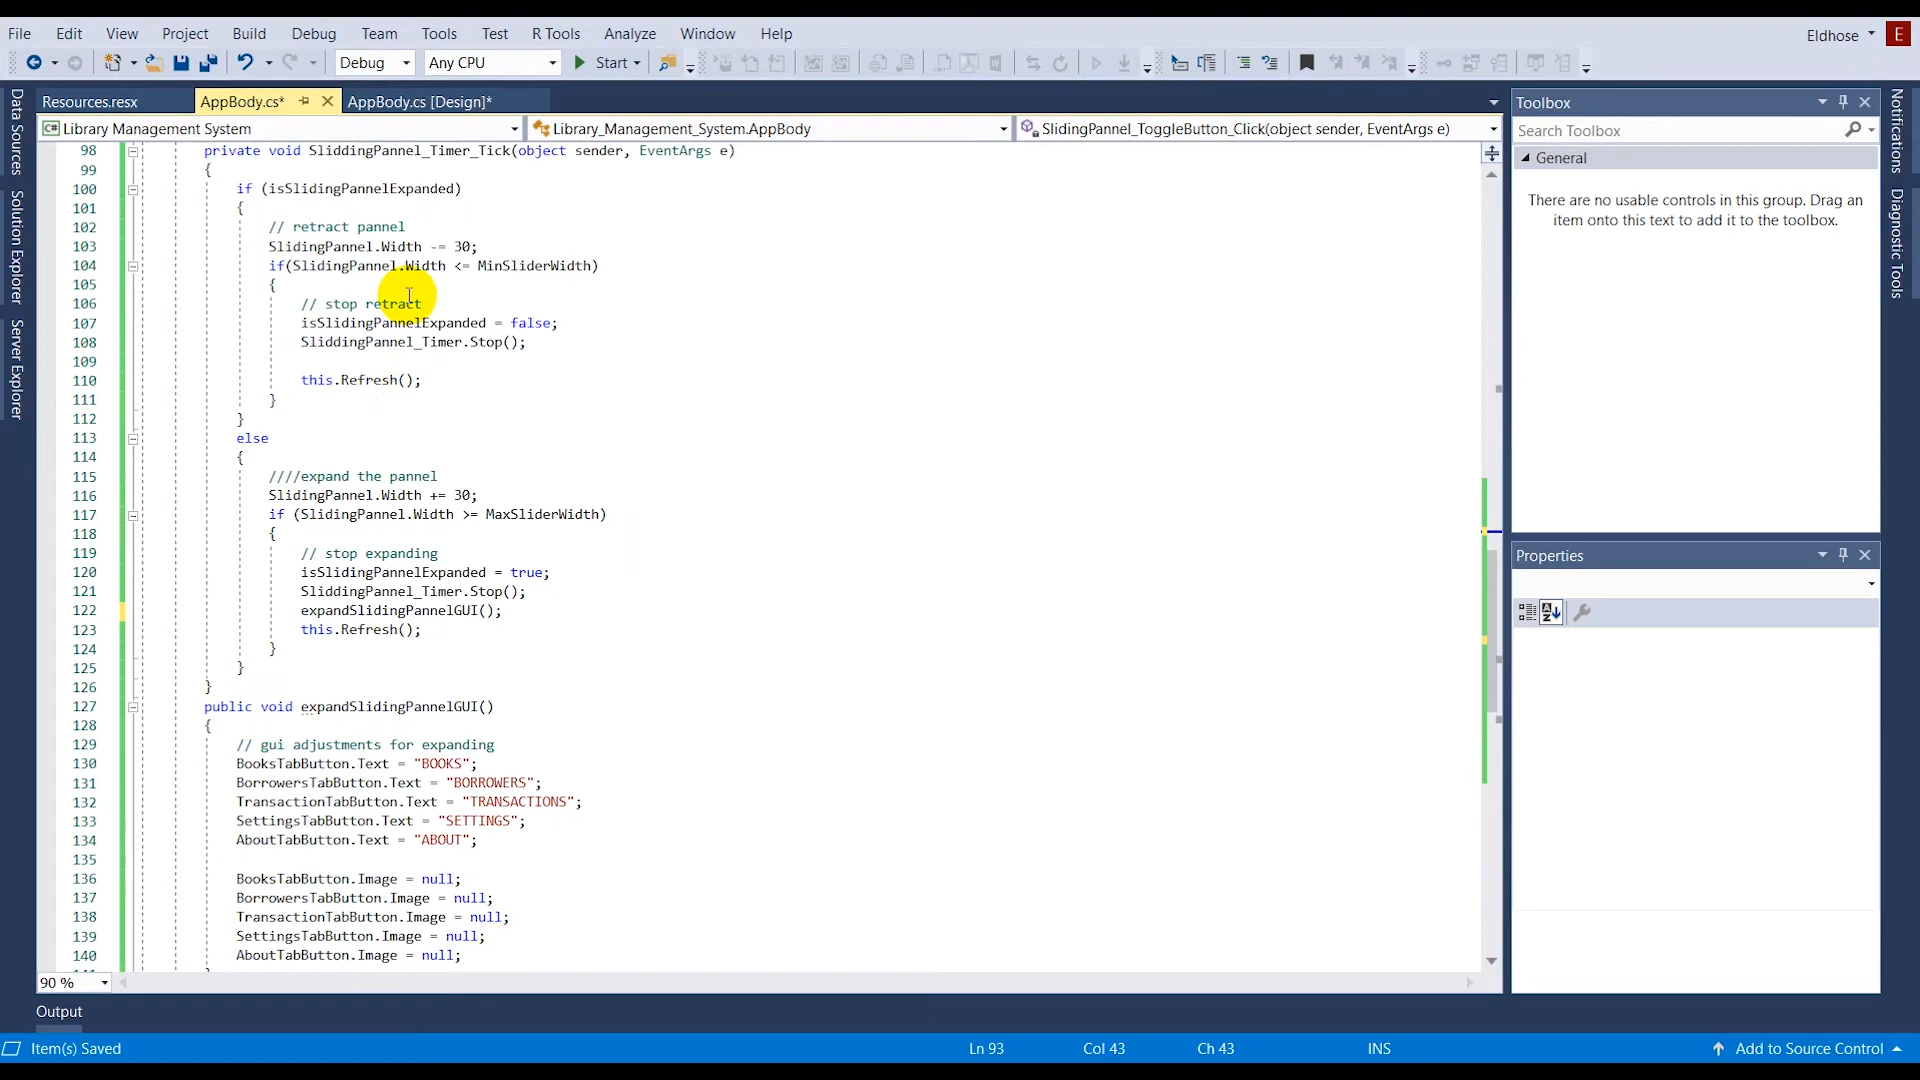 File Edit View Project Build Debug Team Tools Test R Tools Analyze Window Help
Eldhose E
Debug Any CPU Start
Resources.resx AppBody.cs* AppBody.cs [Design]*
C# Library Management System Library_Management_System.AppBody SlidingPannel_ToggleButton_Click(object sender, EventArgs e)
Data Sources
Solution Explorer
Server Explorer
98 private void SliddingPannel_Timer_Tick(object sender, EventArgs e)
99 {
100 if (isSlidingPannelExpanded)
101 {
102 // retract pannel
103 SlidingPannel.Width -= 30;
104 if(SlidingPannel.Width <= MinSliderWidth)
105 {
106 // stop retract
107 isSlidingPannelExpanded = false;
108 SliddingPannel_Timer.Stop();
109
110 this.Refresh();
111 }
112 }
113 else
114 {
115 ////expand the pannel
116 SlidingPannel.Width += 30;
117 if (SlidingPannel.Width >= MaxSliderWidth)
118 {
119 // stop expanding
120 isSlidingPannelExpanded = true;
121 SliddingPannel_Timer.Stop();
122 expandSlidingPannelGUI();
123 this.Refresh();
124 }
125 }
126 }
127 public void expandSlidingPannelGUI()
128 {
129 // gui adjustments for expanding
130 BooksTabButton.Text = "BOOKS";
131 BorrowersTabButton.Text = "BORROWERS";
132 TransactionTabButton.Text = "TRANSACTIONS";
133 SettingsTabButton.Text = "SETTINGS";
134 AboutTabButton.Text = "ABOUT";
135
136 BooksTabButton.Image = null;
137 BorrowersTabButton.Image = null;
138 TransactionTabButton.Image = null;
139 SettingsTabButton.Image = null;
140 AboutTabButton.Image = null;
90 %
Toolbox
Search Toolbox
General
There are no usable controls in this group. Drag an
item onto this text to add it to the toolbox.
Properties
Notifications
Diagnostic Tools
Output
Item(s) Saved Ln 93 Col 43 Ch 43 INS Add to Source Control